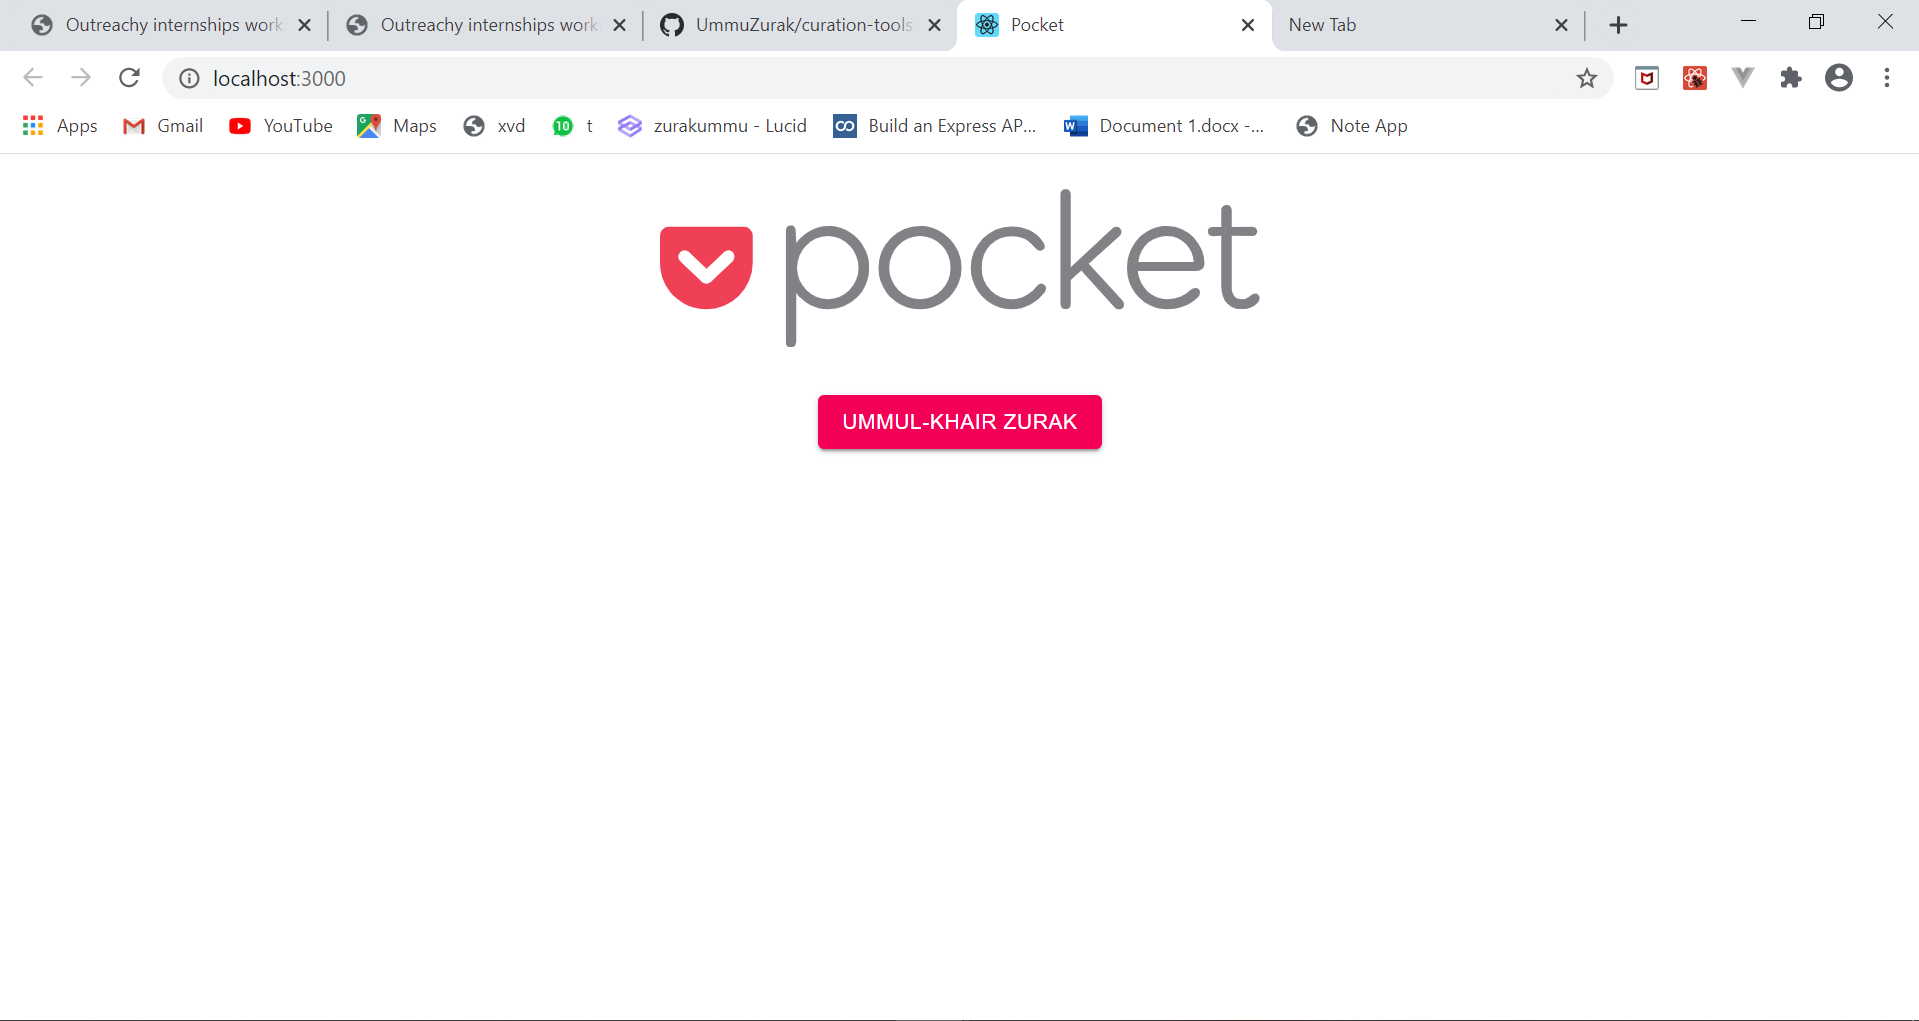 Outreachy internships work
Outreachy internships work
UmmuZurak/curation-tools
Pocket
New Tab
localhost:3000
Apps
Gmail
YouTube
Maps
xvd
10
t
zurakummu - Lucid
Build an Express AP...
Document 1.docx -...
Note App
pocket
UMMUL-KHAIR ZURAK